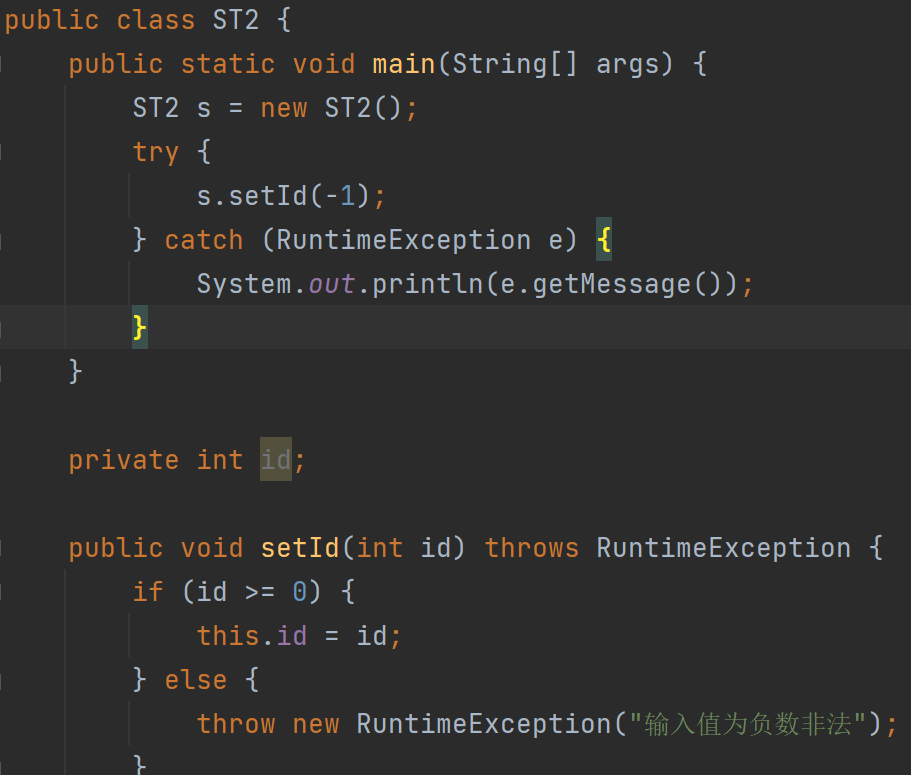 public class ST2 {
public static void main(String[] args) {
ST2 s = new ST2();
try {
s.setId(-1);
} catch (RuntimeException e) {
System.out.println(e.getMessage());
}
}
private int id;
public void setId(int id) throws RuntimeException {
if (id >= 0) {
this.id = id;
} else {
throw new RuntimeException("输入值为负数非法");
}